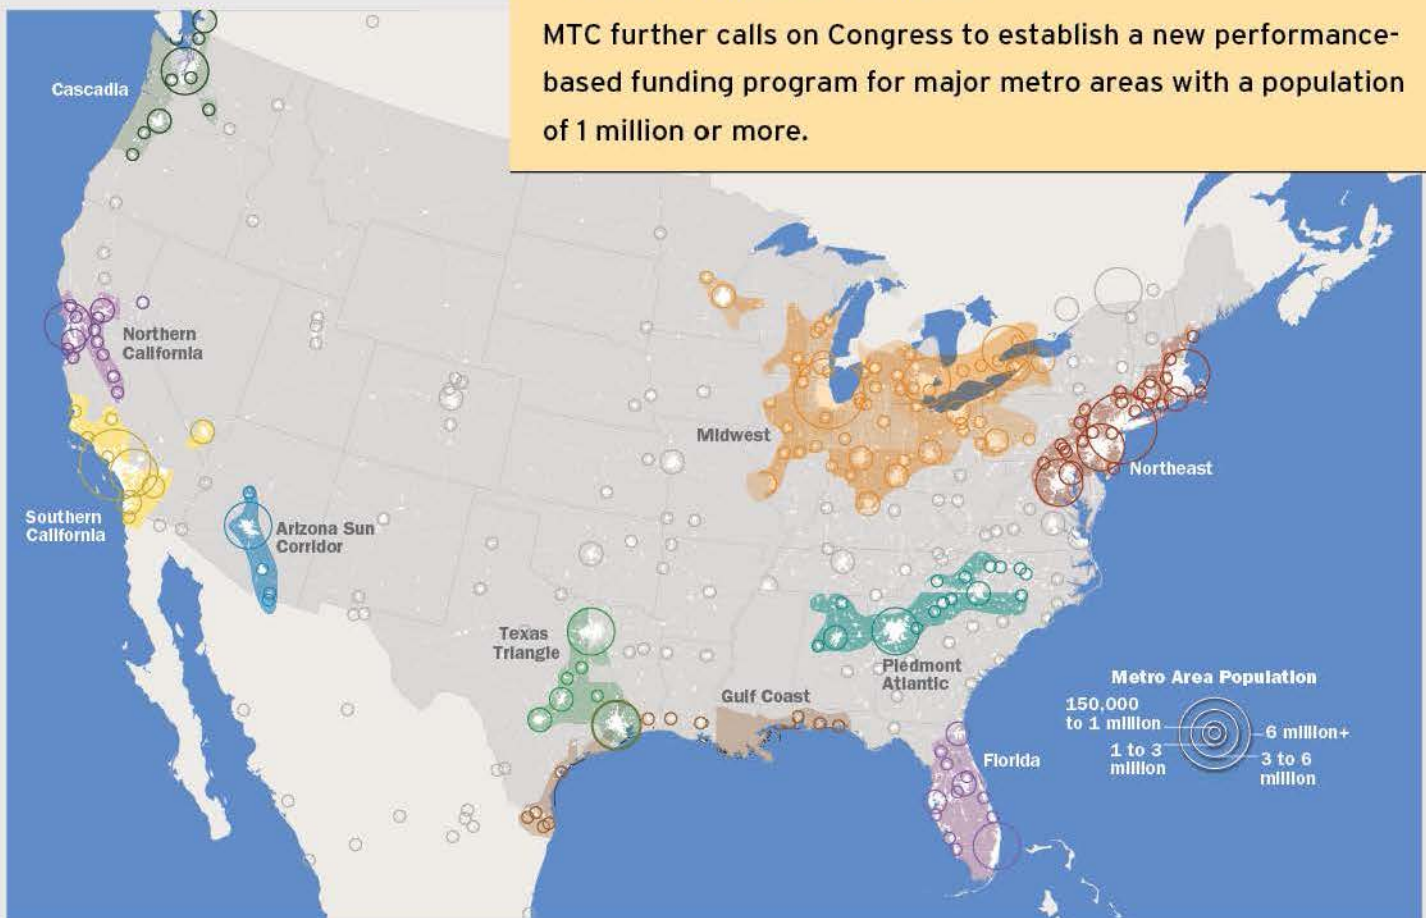 MTC further calls on Congress to establish a new performance-
based funding program for major metro areas with a population
of 1 million or more.
Cascadia
Northern
California
Midwest
Northeast
Southern
California
Arizona Sun
Corridor
Texas
Triangle
Piedmont
Atlantic
Gulf Coast
Florida
Metro Area Population
150,000
to 1 million
1 to 3
million
6 million+
3 to 6
million